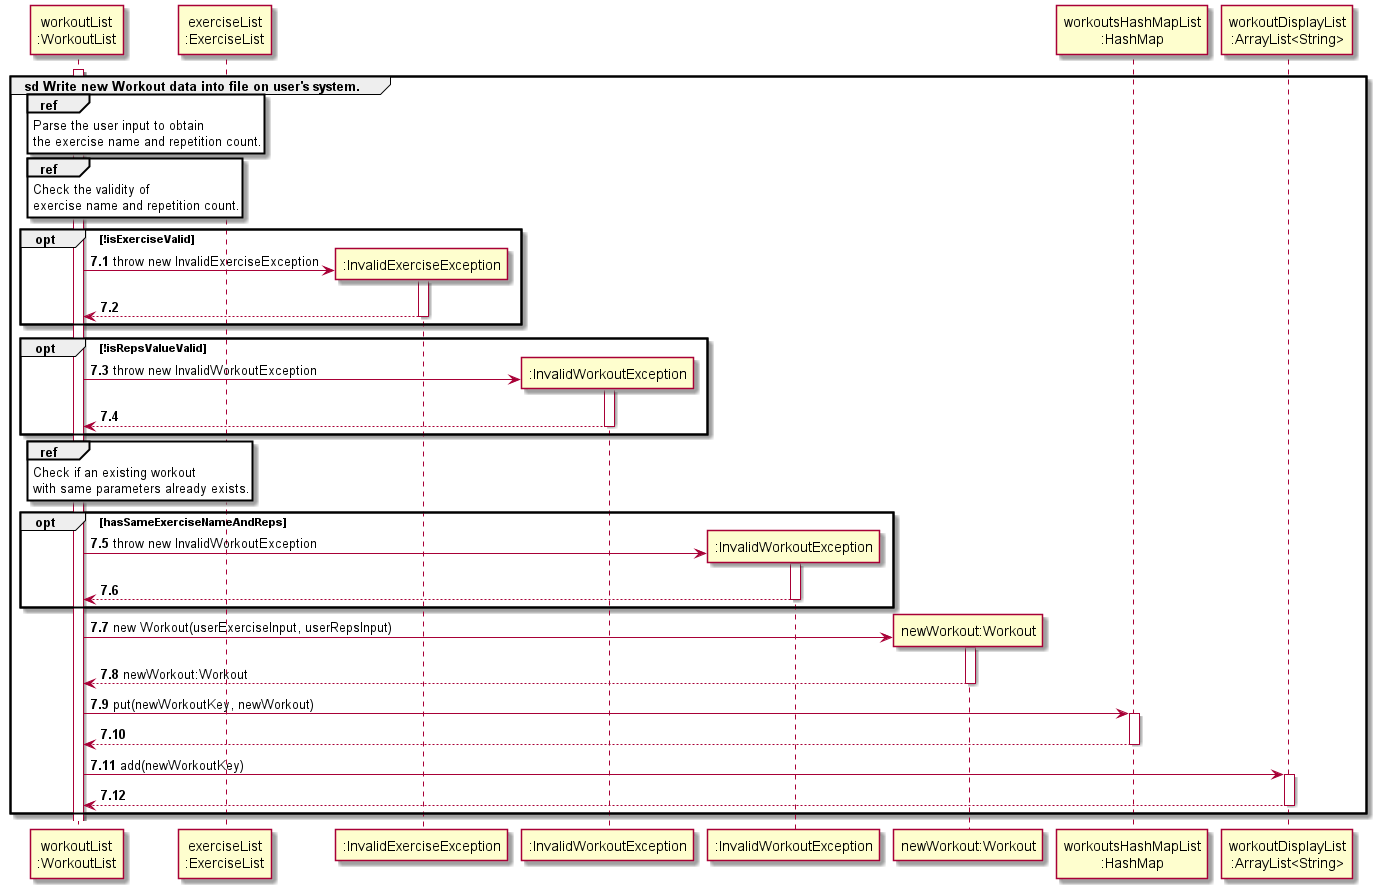 workoutList
:WorkoutList
exerciseList
:ExerciseList
workoutsHashMapList
:HashMap
workoutDisplayList
:ArrayList<String>
sd Write new Workout data into file on user's system.
ref
Parse the user input to obtain
the exercise name and repetition count.
ref
Check the validity of
exercise name and repetition count.
opt
[!isExerciseValid]
7.1 throw new InvalidExerciseException
:InvalidExerciseException
7.2
opt
[!isRepsValueValid]
7.3 throw new InvalidWorkoutException
:InvalidWorkoutException
7.4
ref
Check if an existing workout
with same parameters already exists.
opt
[hasSameExerciseNameAndReps]
7.5 throw new InvalidWorkoutException
:InvalidWorkoutException
7.6
7.7 new Workout(userExerciseInput, userRepsInput)
newWorkout:Workout
7.8 newWorkout:Workout
7.9 put(newWorkoutKey, newWorkout)
7.10
7.11 add(newWorkoutKey)
7.12
workoutList
:WorkoutList
exerciseList
:ExerciseList
:InvalidExerciseException
:InvalidWorkoutException
:InvalidWorkoutException
newWorkout:Workout
workoutsHashMapList
:HashMap
workoutDisplayList
:ArrayList<String>